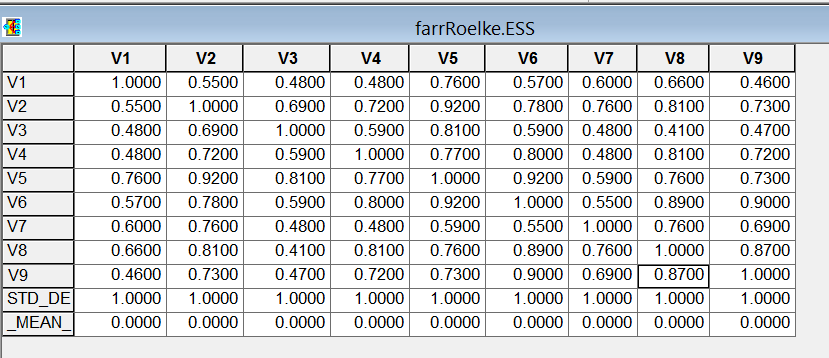 farrRoelke.ESS
V1 V2 V3 V4 V5 V6 V7 V8 V9
V1 1.0000 0.5500 0.4800 0.4800 0.7600 0.5700 0.6000 0.6600 0.4600
V2 0.5500 1.0000 0.6900 0.7200 0.9200 0.7800 0.7600 0.8100 0.7300
V3 0.4800 0.6900 1.0000 0.5900 0.8100 0.5900 0.4800 0.4100 0.4700
V4 0.4800 0.7200 0.5900 1.0000 0.7700 0.8000 0.4800 0.8100 0.7200
V5 0.7600 0.9200 0.8100 0.7700 1.0000 0.9200 0.5900 0.7600 0.7300
V6 0.5700 0.7800 0.5900 0.8000 0.9200 1.0000 0.5500 0.8900 0.9000
V7 0.6000 0.7600 0.4800 0.4800 0.5900 0.5500 1.0000 0.7600 0.6900
V8 0.6600 0.8100 0.4100 0.8100 0.7600 0.8900 0.7600 1.0000 0.8700
V9 0.4600 0.7300 0.4700 0.7200 0.7300 0.9000 0.6900 0.8700 1.0000
STD_DE 1.0000 1.0000 1.0000 1.0000 1.0000 1.0000 1.0000 1.0000 1.0000
_MEAN_ 0.0000 0.0000 0.0000 0.0000 0.0000 0.0000 0.0000 0.0000 0.0000